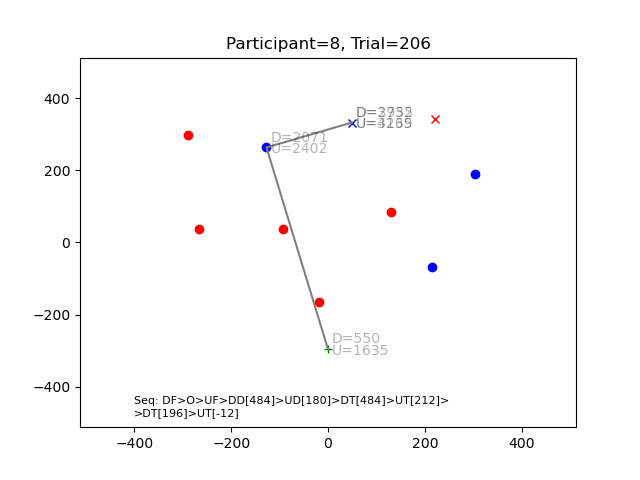 Participant=8, Trial=206
400
200
0
−200
−400
−400
−200
0
200
400
D=2071
U=2402
D=550
U=1635
Seq: DF>O>UF>DD[484]>UD[180]>DT[484]>UT[212]>
>DT[196]>UT[-12]